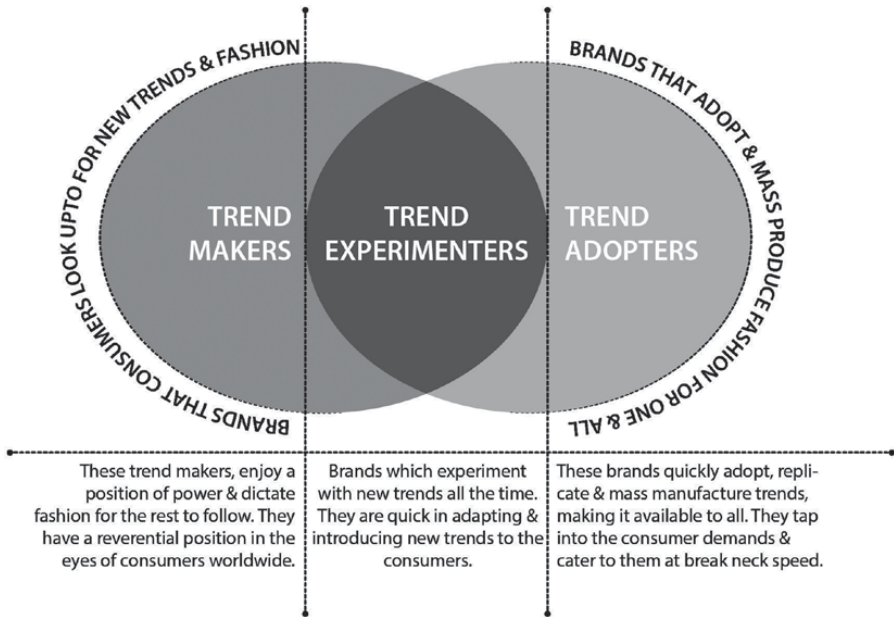 BRANDS THAT CONSUMERS LOOK UPTO FOR NEW TRENDS & FASHION
BRANDS THAT ADOPT & MASS PRODUCE FASHION FOR ONE & ALL
TREND
MAKERS
TREND
EXPERIMENTERS
TREND
ADOPTERS
These trend makers, enjoy a
position of power & dictate
fashion for the rest to follow. They
have a reverential position in the
eyes of consumers worldwide.
Brands which experiment
with new trends all the time.
They are quick in adapting &
introducing new trends to the
consumers.
These brands quickly adopt, repli-
cate & mass manufacture trends,
making it available to all. They tap
into the consumer demands &
cater to them at break neck speed.